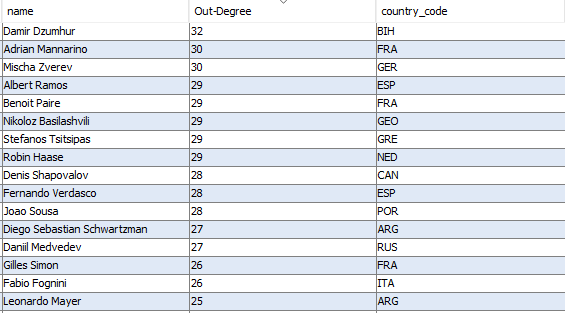 name Out-Degree country_code
Damir Dzumhur 32 BIH
Adrian Mannarino 30 FRA
Mischa Zverev 30 GER
Albert Ramos 29 ESP
Benoit Paire 29 FRA
Nikoloz Basilashvili 29 GEO
Stefanos Tsitsipas 29 GRE
Robin Haase 29 NED
Denis Shapovalov 28 CAN
Fernando Verdasco 28 ESP
Joao Sousa 28 POR
Diego Sebastian Schwartzman 27 ARG
Daniil Medvedev 27 RUS
Gilles Simon 26 FRA
Fabio Fognini 26 ITA
Leonardo Mayer 25 ARG